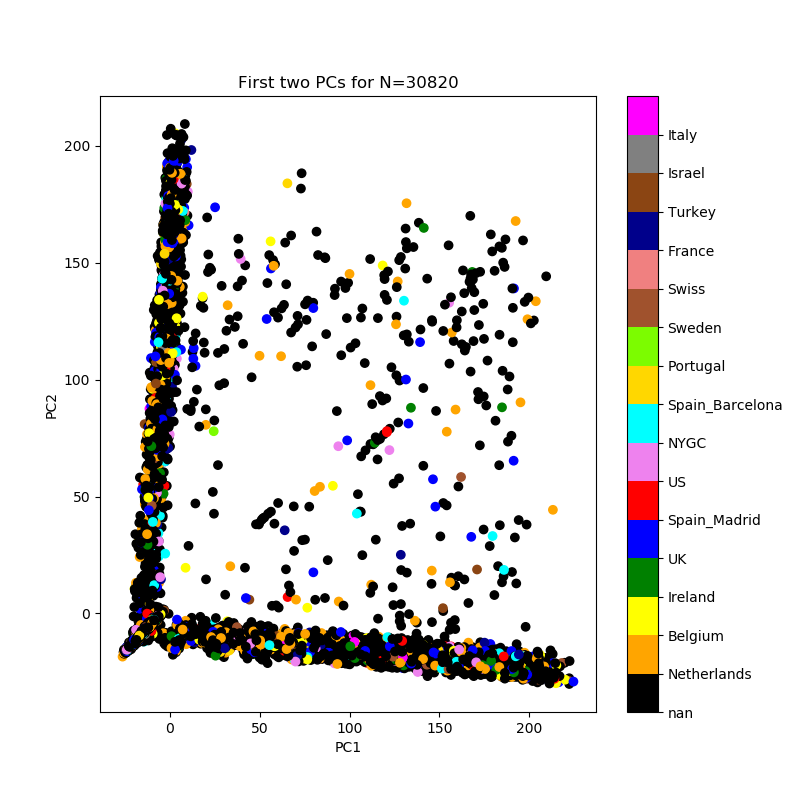 First two PCs for N=30820
PC2
200
150
100
50
0
0 50 100 150 200
PC1
Italy
Israel
Turkey
France
Swiss
Sweden
Portugal
Spain_Barcelona
NYGC
US
Spain_Madrid
UK
Ireland
Belgium
Netherlands
nan